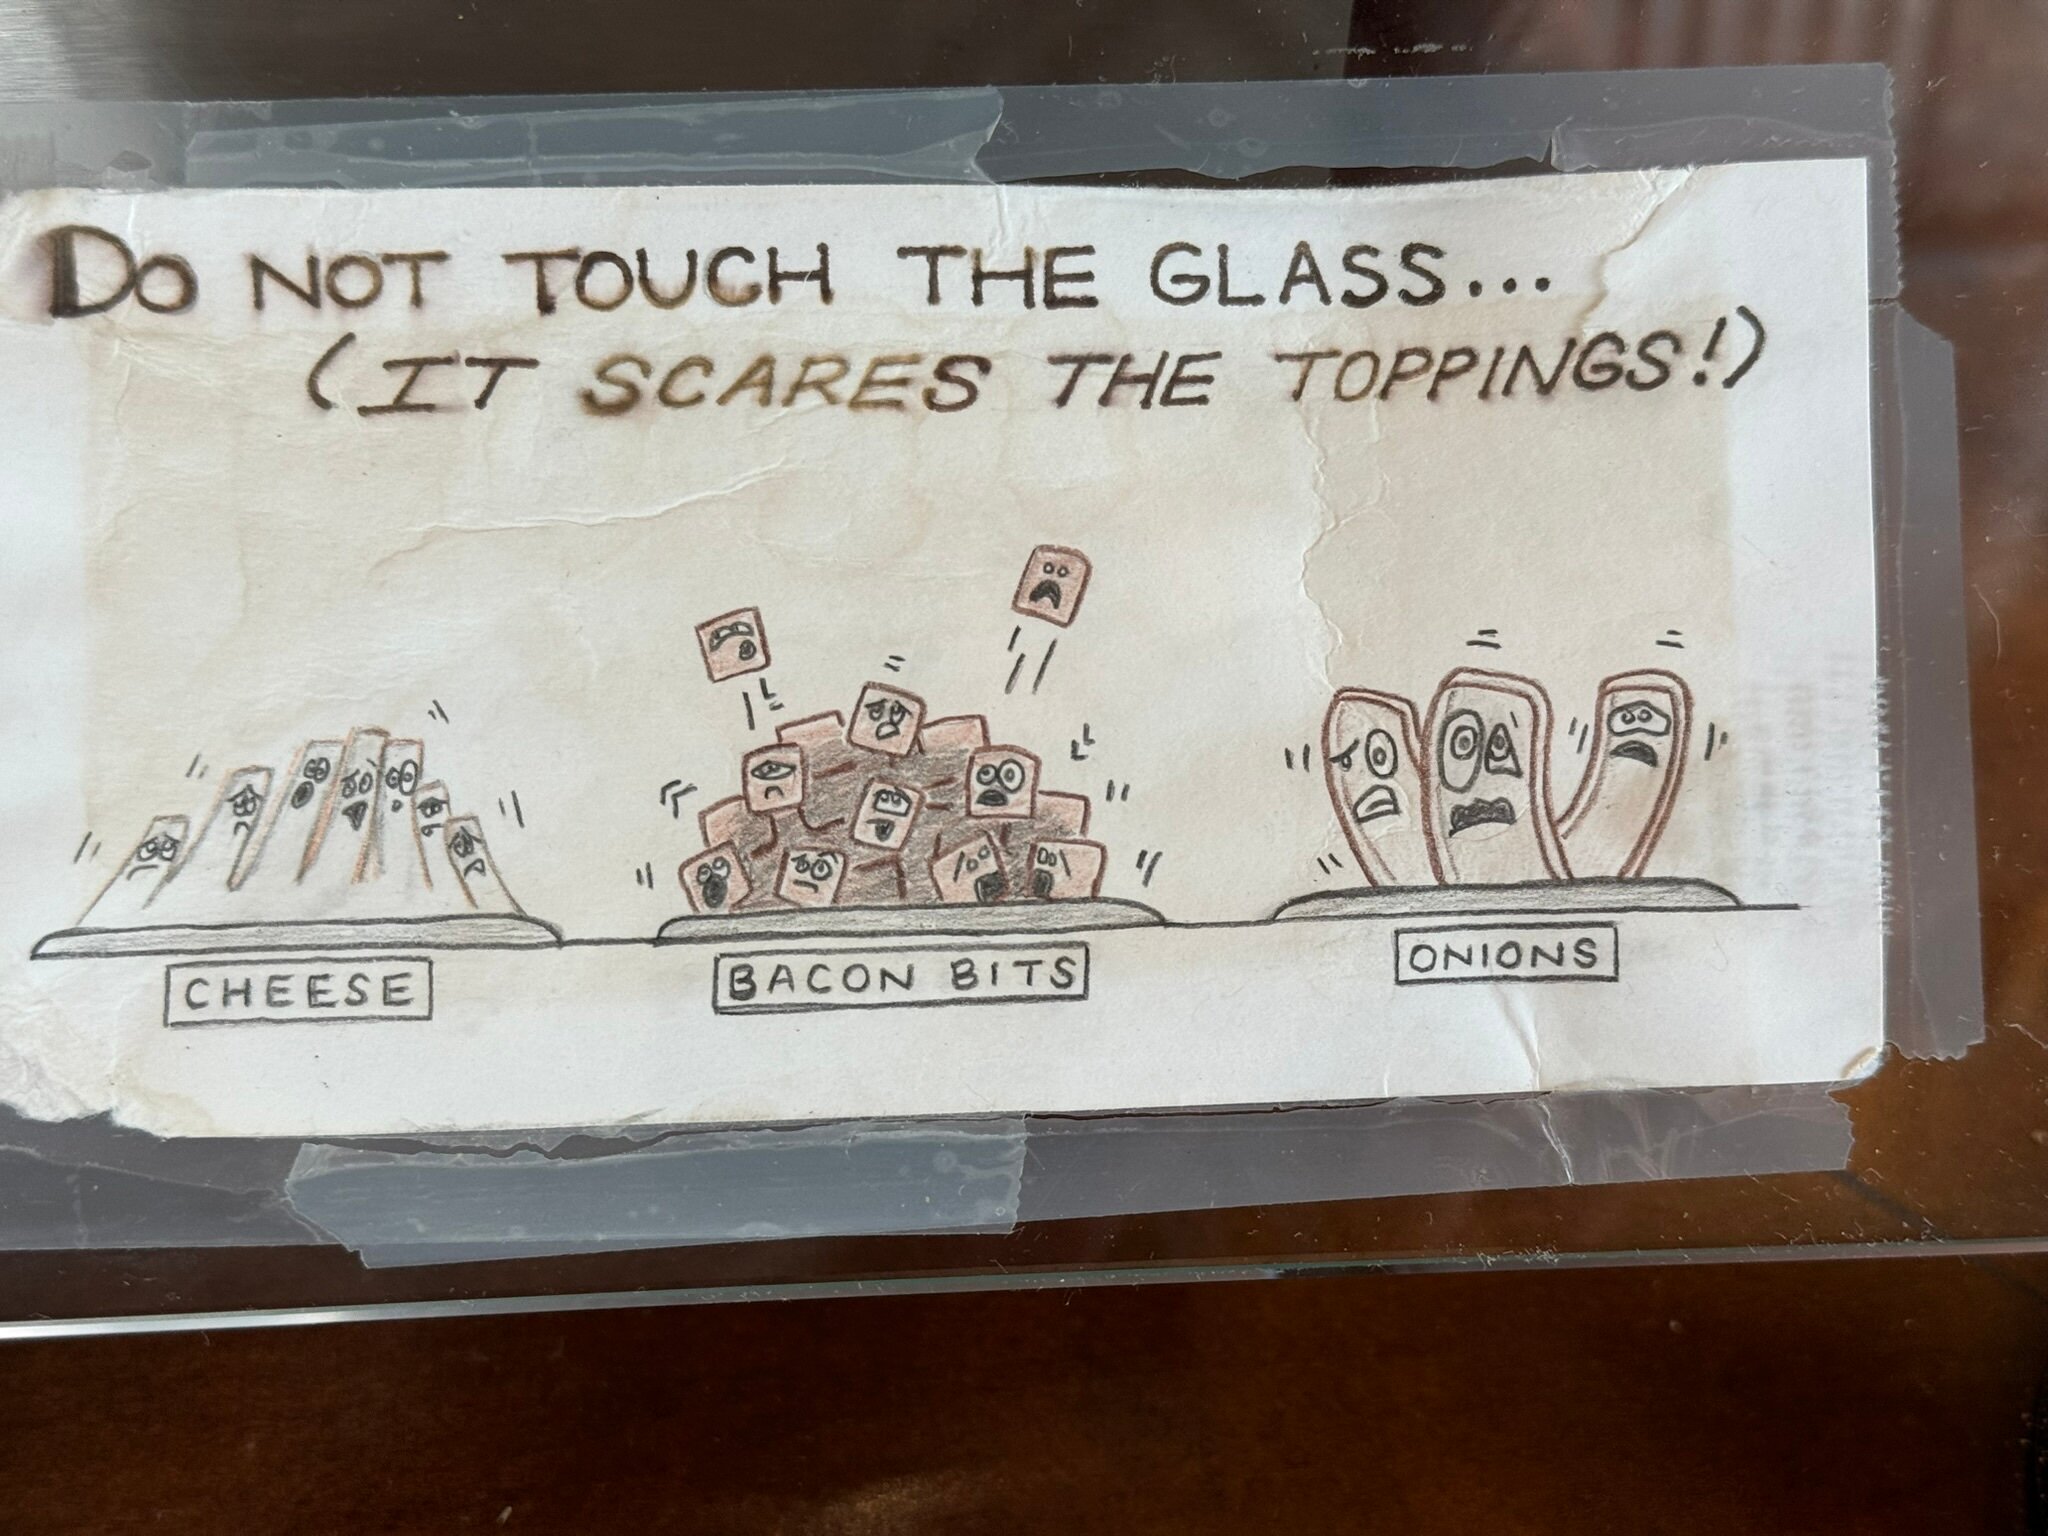 DO NOT TOUCH THE GLASS...
(IT SCARES THE TOPPINGS!)
CHEESE
BACON BITS
ONIONS